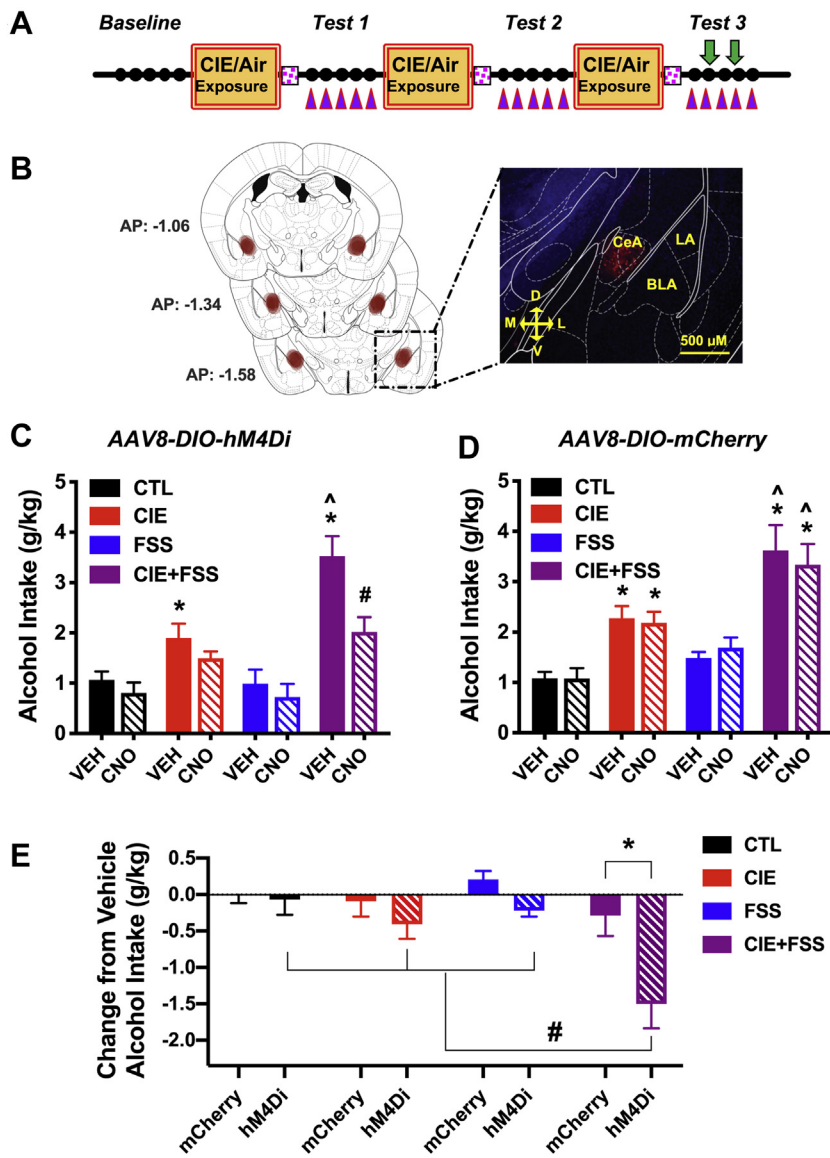 A
Baseline Test 1 Test 2 Test 3
CIE/Air CIE/Air CIE/Air
Exposure Exposure Exposure
B
AP: -1.06
AP: -1.34
AP: -1.58
CeA LA
BLA
D
M L
V
500 µM
C AAV8-DIO-hM4Di
Alcohol Intake (g/kg)
5
4
3
2
1
0
CTL
CIE
FSS
CIE+FSS
*
^
*
#
VEH CNO VEH CNO VEH CNO VEH CNO
D AAV8-DIO-mCherry
Alcohol Intake (g/kg)
5
4
3
2
1
0
CTL
CIE
FSS
CIE+FSS
* *
^ ^
* *
VEH CNO VEH CNO VEH CNO VEH CNO
E
Change from Vehicle
Alcohol Intake (g/kg)
0.5
0.0
-0.5
-1.0
-1.5
-2.0
*
#
CTL
CIE
FSS
CIE+FSS
mCherry hM4Di mCherry hM4Di mCherry hM4Di mCherry hM4Di